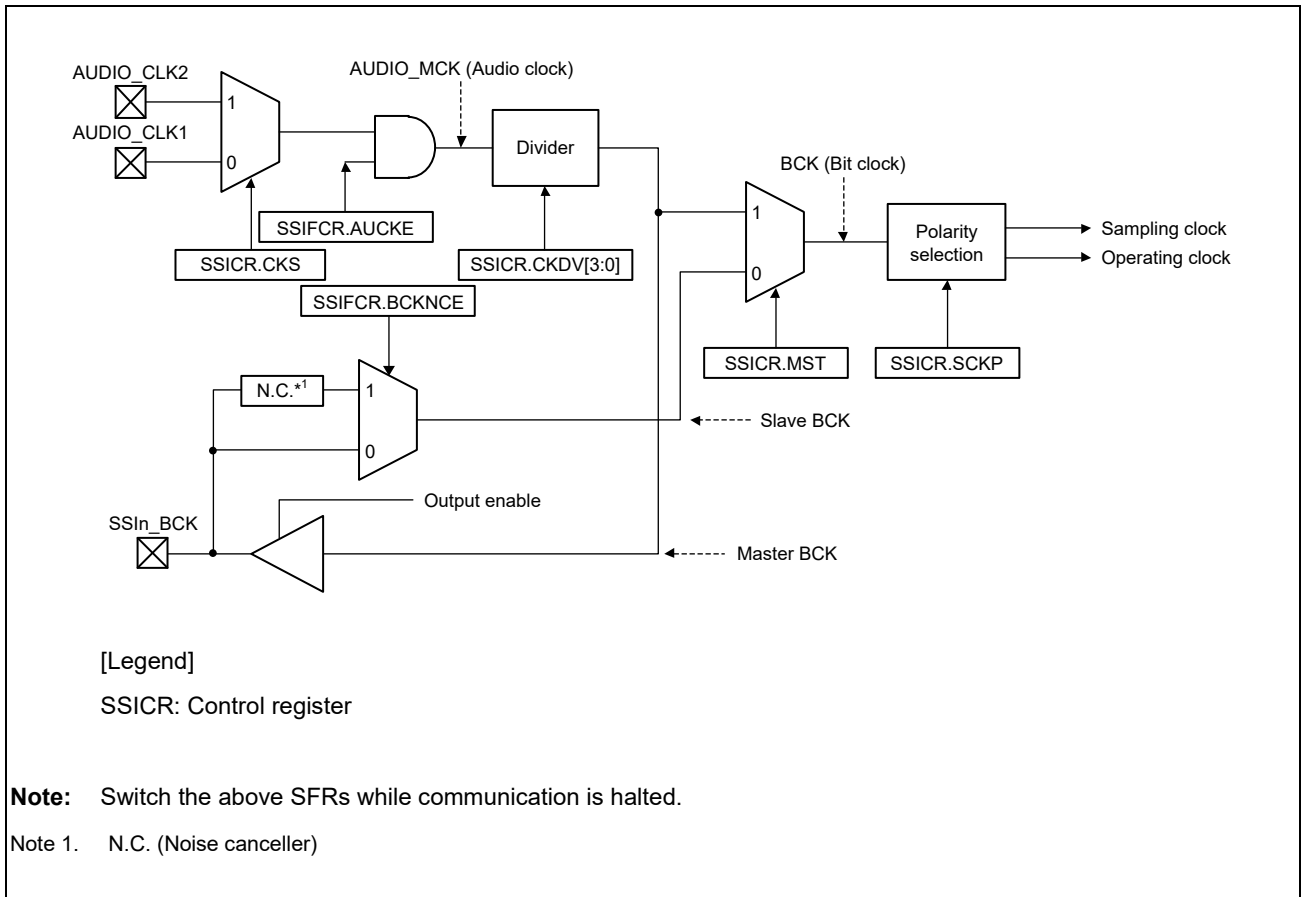 AUDIO_CLK2
AUDIO_MCK (Audio clock)
1
AUDIO_CLK1
0
Divider
BCK (Bit clock)
1
SSIFCR.AUCKE
Polarity
selection
Sampling clock
Operating clock
SSICR.CKS
SSICR.CKDV[3:0]
0
SSIFCR.BCKNCE
SSICR.MST
SSICR.SCKP
N.C.*1
1
Slave BCK
0
Output enable
SSIn_BCK
Master BCK
[Legend]
SSICR: Control register
Note: Switch the above SFRs while communication is halted.
Note 1. N.C. (Noise canceller)